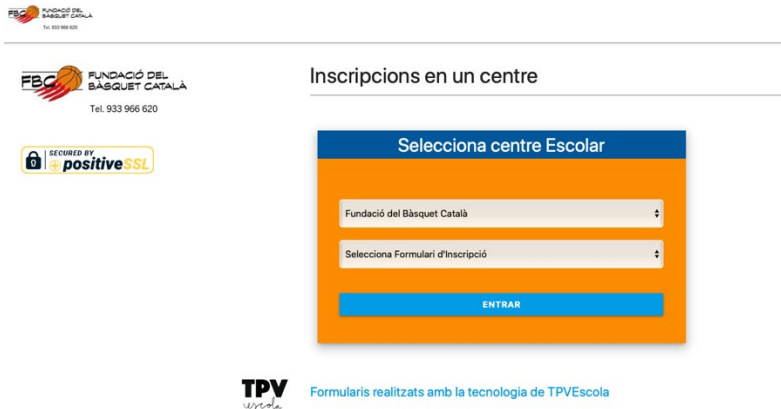 FBC
FUNDACIÓ DEL
BÀSQUET CATALÀ
Tel. 933 966 620
FBC
FUNDACIÓ DEL
BÀSQUET CATALÀ
Tel. 933 966 620
SECURED BY
positiveSSL
Inscripcions en un centre
Selecciona centre Escolar
Fundació del Bàsquet Català
Selecciona Formulari d'Inscripció
ENTRAR
TPV
escola
Formularis realitzats amb la tecnologia de TPVEscola